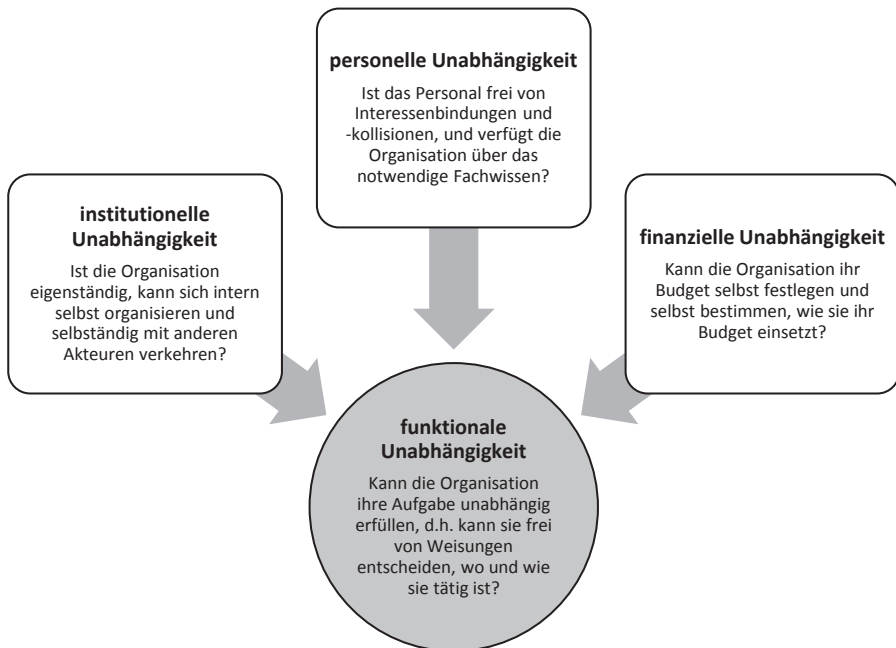 personelle Unabhängigkeit
Ist das Personal frei von
Interessenbindungen und
-kollisionen, und verfügt die
Organisation über das
notwendige Fachwissen?
institutionelle
Unabhängigkeit
Ist die Organisation
eigenständig, kann sich intern
selbst organisieren und
selbständig mit anderen
Akteuren verkehren?
finanzielle Unabhängigkeit
Kann die Organisation ihr
Budget selbst festlegen und
selbst bestimmen, wie sie ihr
Budget einsetzt?
funktionale
Unabhängigkeit
Kann die Organisation
ihre Aufgabe unabhängig
erfüllen, d.h. kann sie frei
von Weisungen
entscheiden, wo und wie
sie tätig ist?